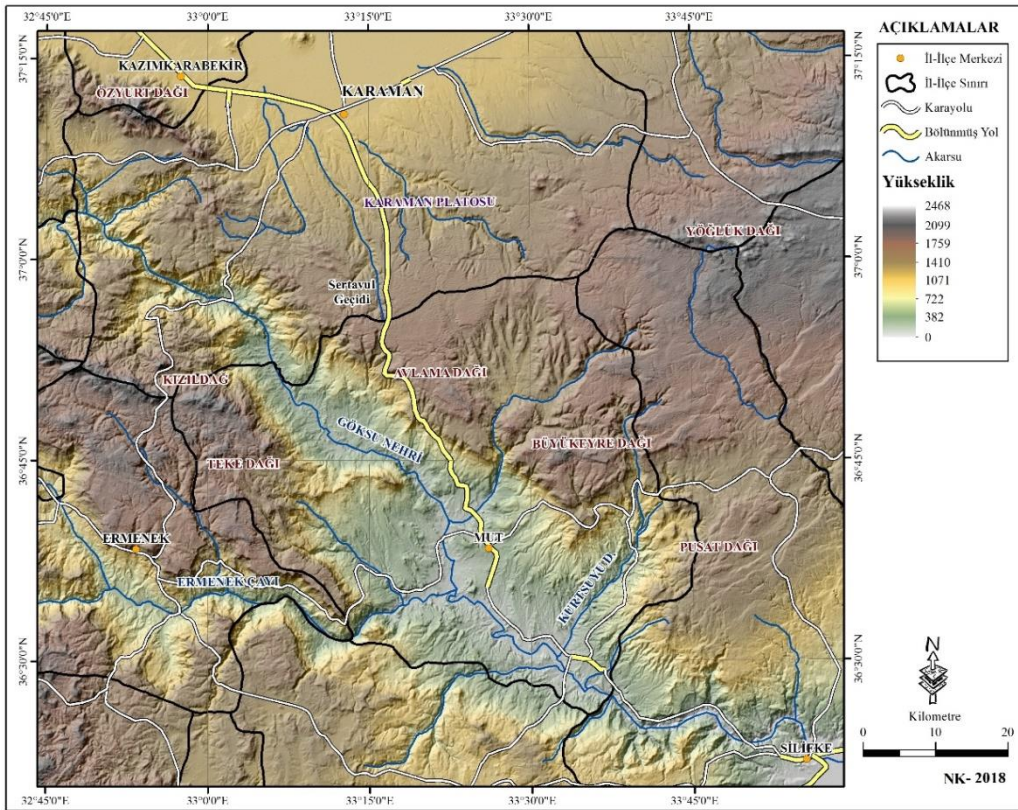 32°45'0"E 33°0'0"E 33°15'0"E 33°30'0"E 33°45'0"E
37°15'0"N
37°0'0"N
36°45'0"N
36°30'0"N
37°15'0"N
37°0'0"N
36°45'0"N
36°30'0"N
KAZIMKARABEKİR
ÖZYURT DAĞI
KARAMAN
KARAMAN PLATOSU
YÖĞLÜK DAĞI
Sertavul
Geçidi
KIZILDAĞ
AVLAMA DAĞI
GÖKSU NEHRİ
BÜYÜKEYRE DAĞI
TEKE DAĞI
ERMENEK
MUT
PUSAT DAĞI
ERMENEK ÇAYI
KURTSUYU D.
SİLİFKE
32°45'0"E 33°0'0"E 33°15'0"E 33°30'0"E 33°45'0"E
AÇIKLAMALAR
İl-İlçe Merkezi
İl-İlçe Sınırı
Karayolu
Bölünmüş Yol
Akarsu
Yükseklik
2468
2099
1759
1410
1071
722
382
0
N
Kilometre
0 10 20
NK- 2018